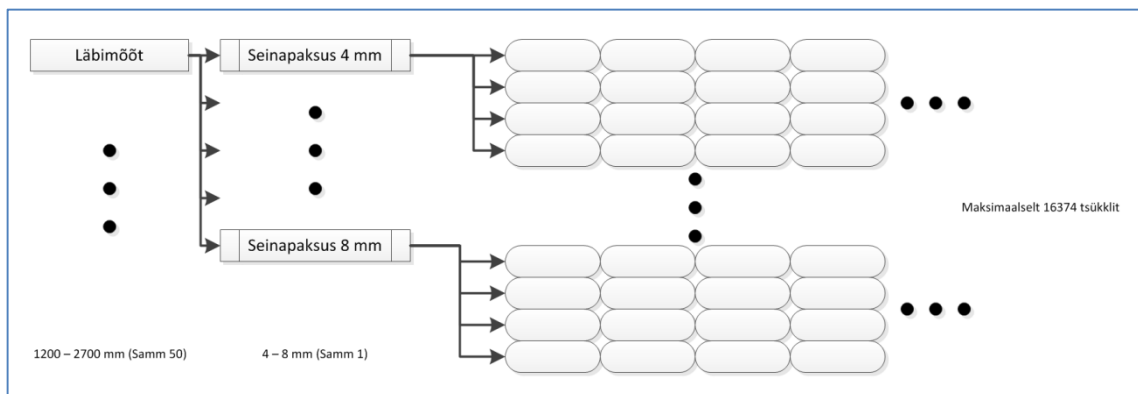 Läbimõõt
Seinapaksus 4 mm
Maksimaalselt 16374 tsükklit
Seinapaksus 8 mm
1200 – 2700 mm (Samm 50)
4 – 8 mm (Samm 1)